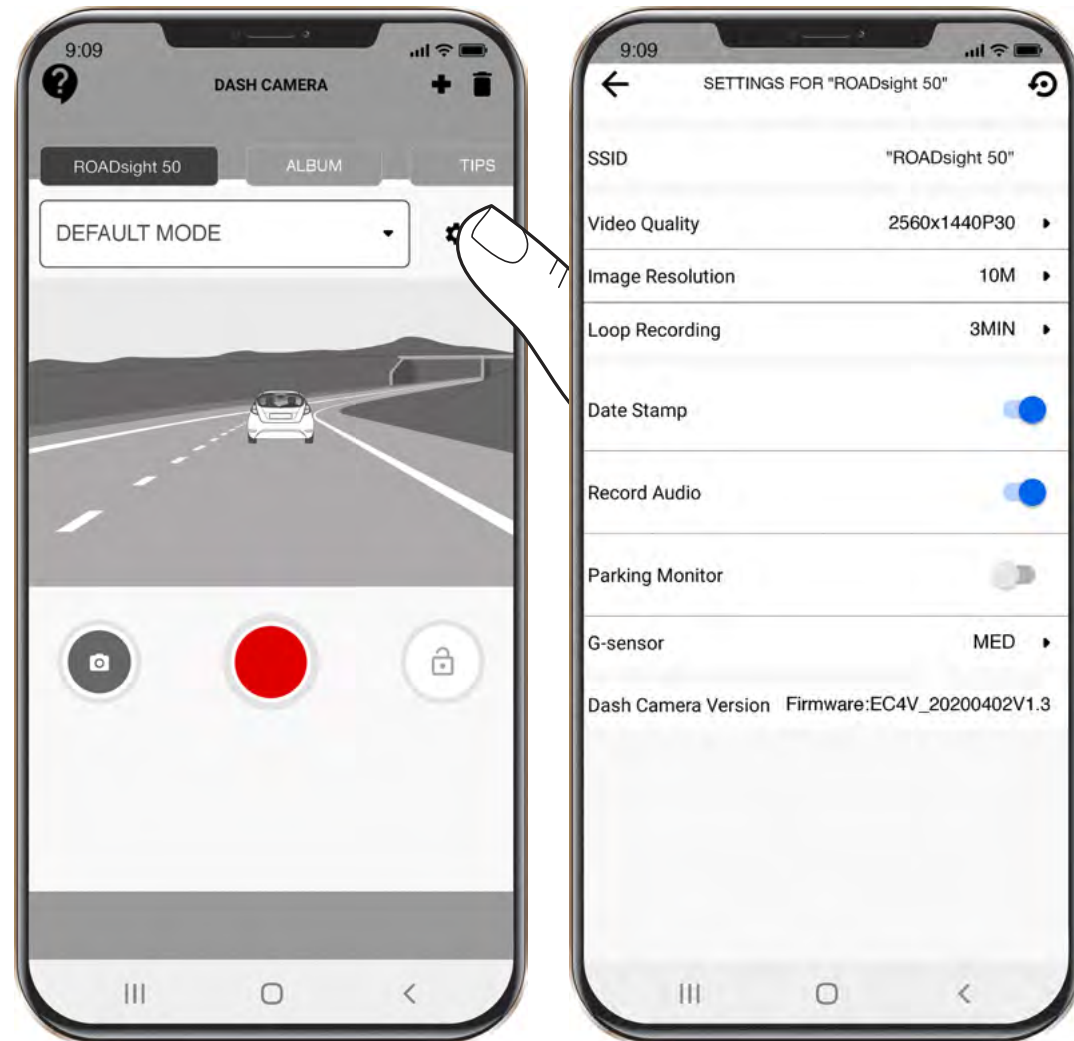 9:09
DASH CAMERA
ROADsight 50
ALBUM
TIPS
DEFAULT MODE
9:09
SETTINGS FOR "ROADsight 50"
SSID "ROADsight 50"
Video Quality 2560x1440P30
Image Resolution 10M
Loop Recording 3MIN
Date Stamp
Record Audio
Parking Monitor
G-sensor MED
Dash Camera Version Firmware:EC4V_20200402V1.3